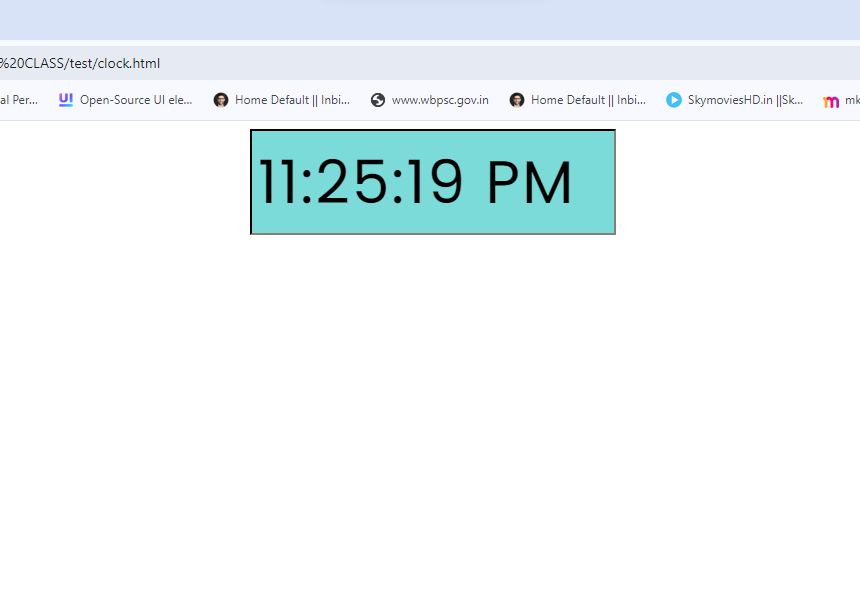 %20CLASS/test/clock.html
al Per... Open-Source UI ele... Home Default || Inbi... www.wbpsc.gov.in Home Default || Inbi... SkymoviesHD.in ||Sk... mk
11:25:19 PM